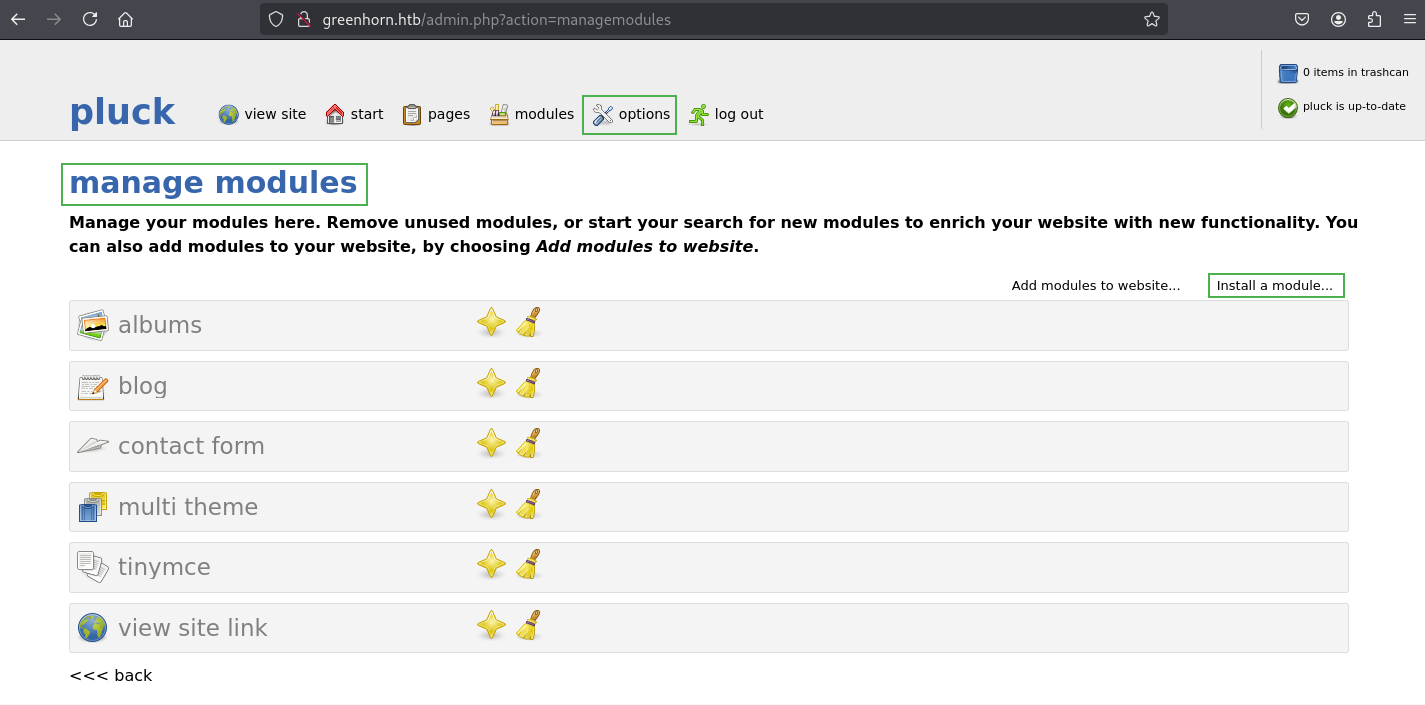 greenhorn.htb/admin.php?action=managemodules
0 items in trashcan
pluck view site start pages modules options log out
pluck is up-to-date
manage modules
Manage your modules here. Remove unused modules, or start your search for new modules to enrich your website with new functionality. You
can also add modules to your website, by choosing Add modules to website.
Add modules to website... Install a module...
albums
blog
contact form
multi theme
tinymce
view site link
<<< back